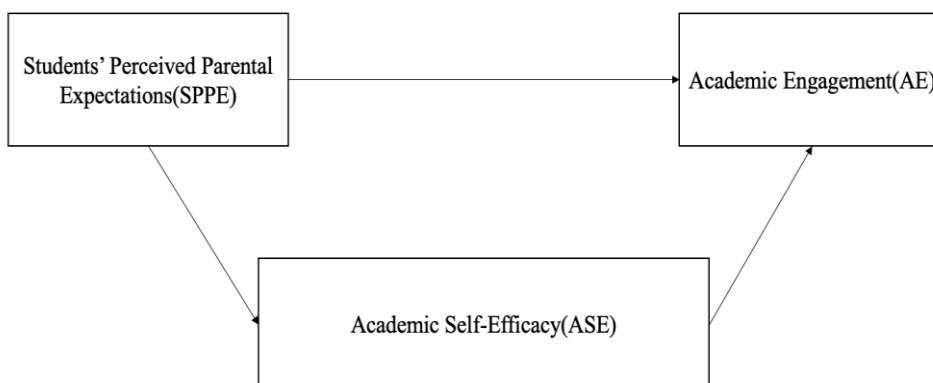 Students’ Perceived Parental
Expectations(SPPE)
Academic Engagement(AE)
Academic Self-Efficacy(ASE)